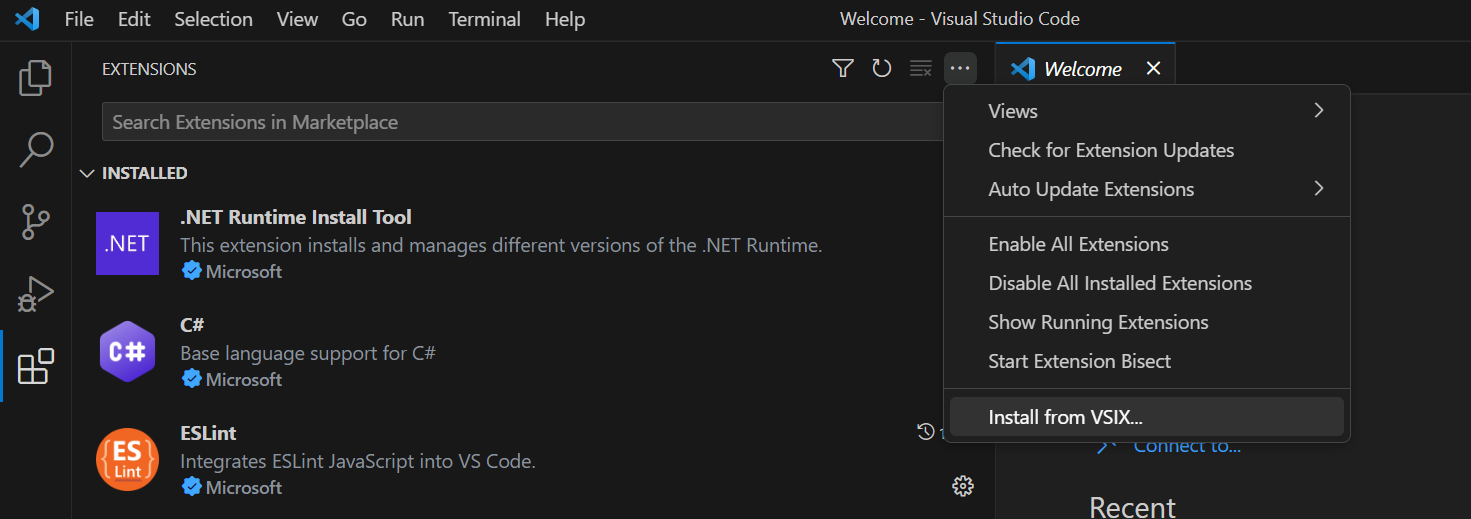 File Edit Selection View Go Run Terminal Help Welcome - Visual Studio Code
EXTENSIONS
Welcome
Search Extensions in Marketplace
INSTALLED
.NET
.NET Runtime Install Tool
This extension installs and manages different versions of the .NET Runtime.
Microsoft
C#
C#
Base language support for C#
Microsoft
ES
Lint
ESLint
Integrates ESLint JavaScript into VS Code.
Microsoft
Views
Check for Extension Updates
Auto Update Extensions
Enable All Extensions
Disable All Installed Extensions
Show Running Extensions
Start Extension Bisect
Install from VSIX...
Connect to...
Recent